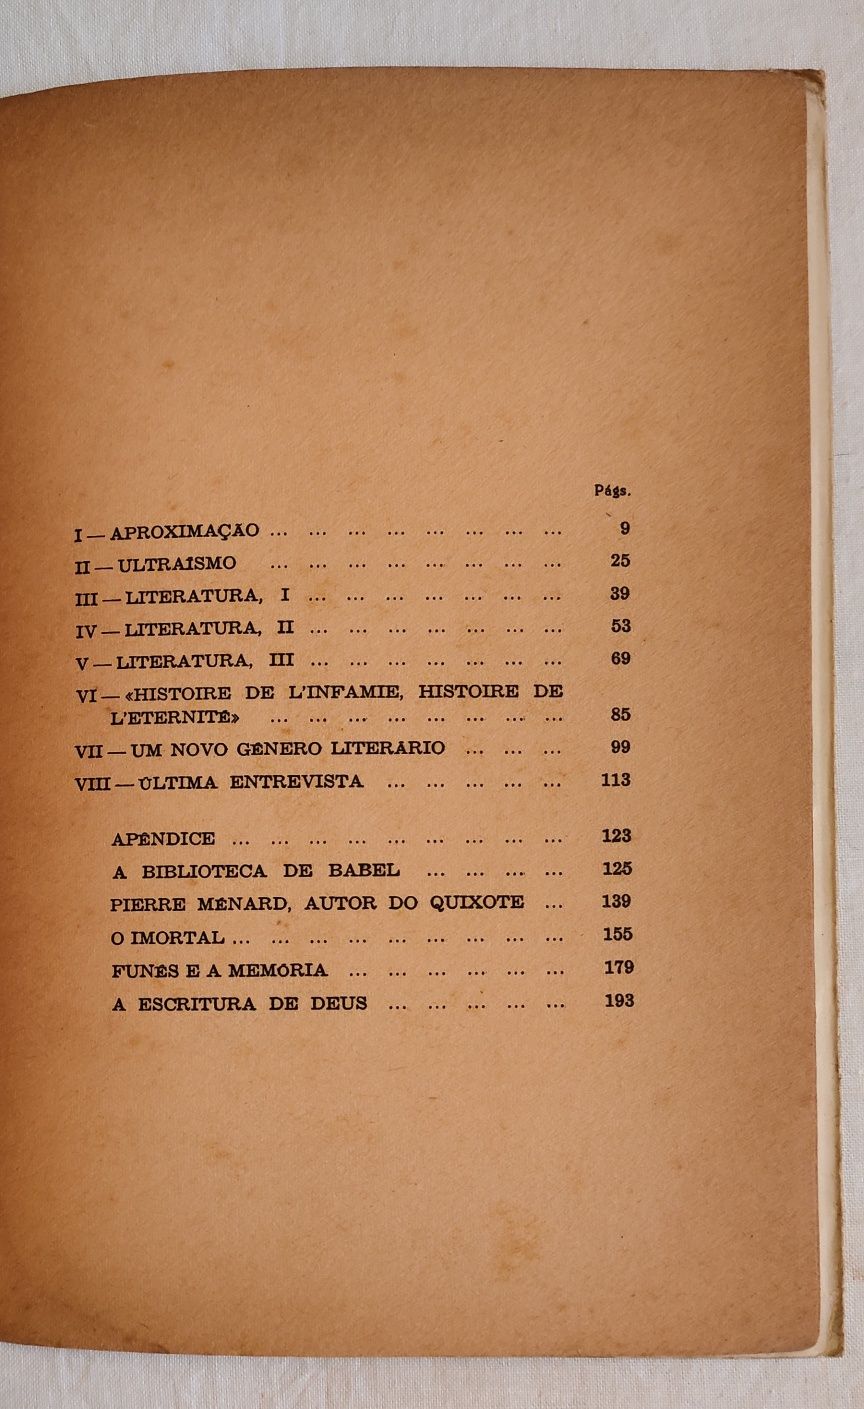 Págs.
I — APROXIMAÇÃO ... ... ... ... ... ... ... ... 9
II — ULTRAÍSMO ... ... ... ... ... ... ... ... 25
III — LITERATURA, I ... ... ... ... ... ... ... 39
IV — LITERATURA, II ... ... ... ... ... ... ... 53
V — LITERATURA, III ... ... ... ... ... ... ... 69
VI — «HISTOIRE DE L'INFAMIE, HISTOIRE DE
L'ETERNITÉ» ... ... ... ... ... ... ... ... 85
VII — UM NOVO GÉNERO LITERÁRIO ... ... ... 99
VIII — ÚLTIMA ENTREVISTA ... ... ... ... ... 113
APÊNDICE ... ... ... ... ... ... ... ... ... 123
A BIBLIOTECA DE BABEL ... ... ... ... 125
PIERRE MÉNARD, AUTOR DO QUIXOTE ... 139
O IMORTAL ... ... ... ... ... ... ... ... ... 155
FUNÉS E A MEMÓRIA ... ... ... ... ... ... 179
A ESCRITURA DE DEUS ... ... ... ... ... 193